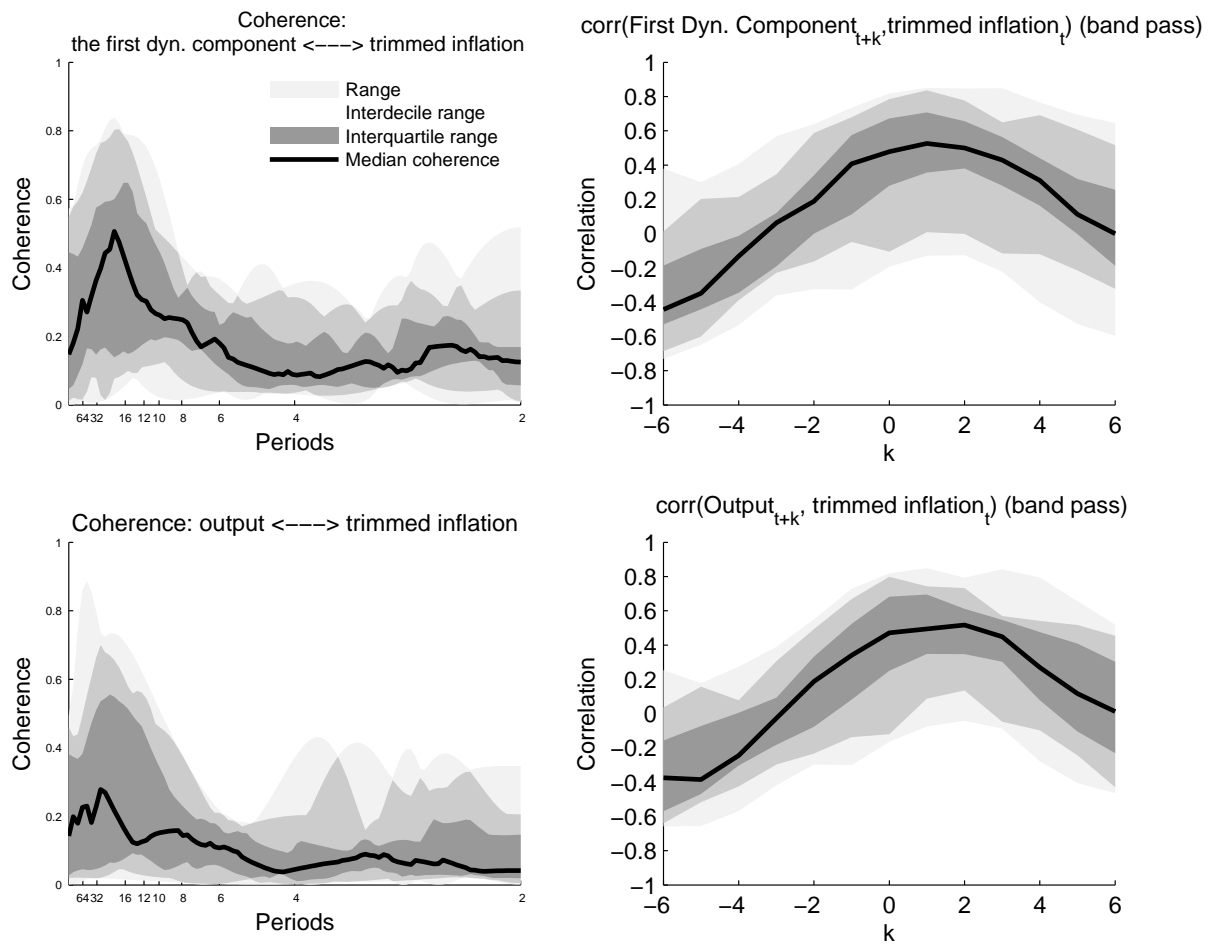 Coherence:
the first dyn. component <−−−> trimmed inflation
1
0.8
0.6
0.4
0.2
0
Coherence
Range
Interdecile range
Interquartile range
Median coherence
64 32 16 12 10 8 6 4 2
Periods
corr(First Dyn. Component_{t+k},trimmed inflation_t) (band pass)
1
0.8
0.6
0.4
0.2
0
−0.2
−0.4
−0.6
−0.8
−1
Correlation
−6 −4 −2 0 2 4 6
k
Coherence: output <−−−> trimmed inflation
1
0.8
0.6
0.4
0.2
0
Coherence
64 32 16 12 10 8 6 4 2
Periods
corr(Output_{t+k}, trimmed inflation_t) (band pass)
1
0.8
0.6
0.4
0.2
0
−0.2
−0.4
−0.6
−0.8
−1
Correlation
−6 −4 −2 0 2 4 6
k